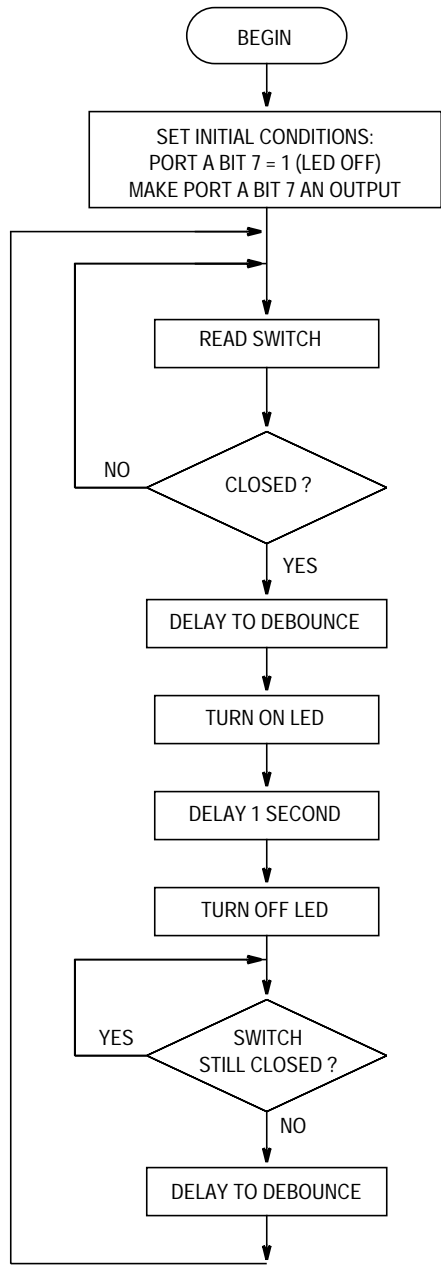 BEGIN
SET INITIAL CONDITIONS:
PORT A BIT 7 = 1 (LED OFF)
MAKE PORT A BIT 7 AN OUTPUT
READ SWITCH
NO
CLOSED ?
YES
DELAY TO DEBOUNCE
TURN ON LED
DELAY 1 SECOND
TURN OFF LED
YES
SWITCH
STILL CLOSED ?
NO
DELAY TO DEBOUNCE